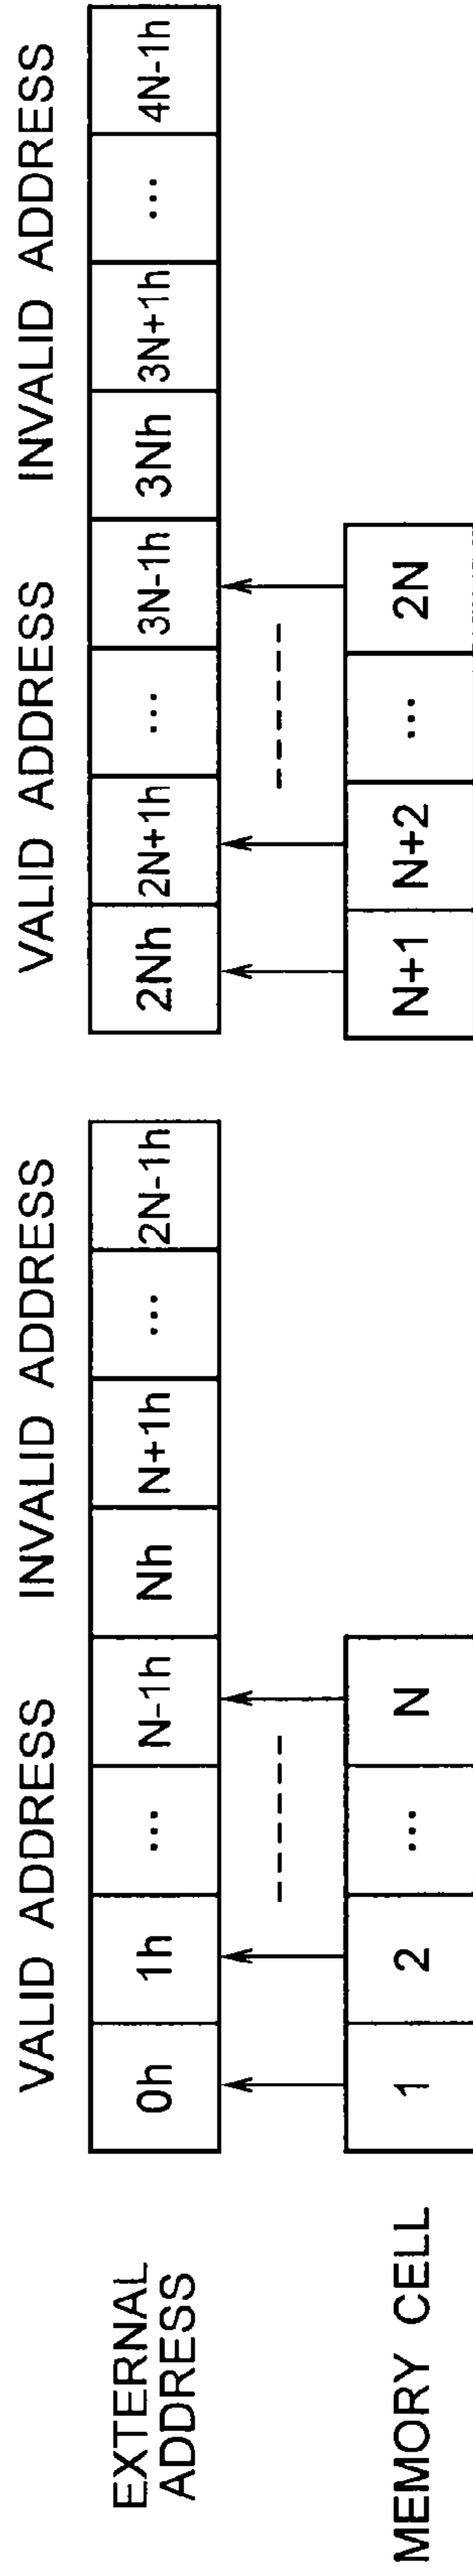 VALID ADDRESS INVALID ADDRESS VALID ADDRESS INVALID ADDRESS
EXTERNAL
ADDRESS
0h 1h ... N-1h Nh N+1h ... 2N-1h 2Nh 2N+1h ... 3N-1h 3Nh 3N+1h ... 4N-1h
MEMORY CELL 1 2 ... N N+1 N+2 ... 2N